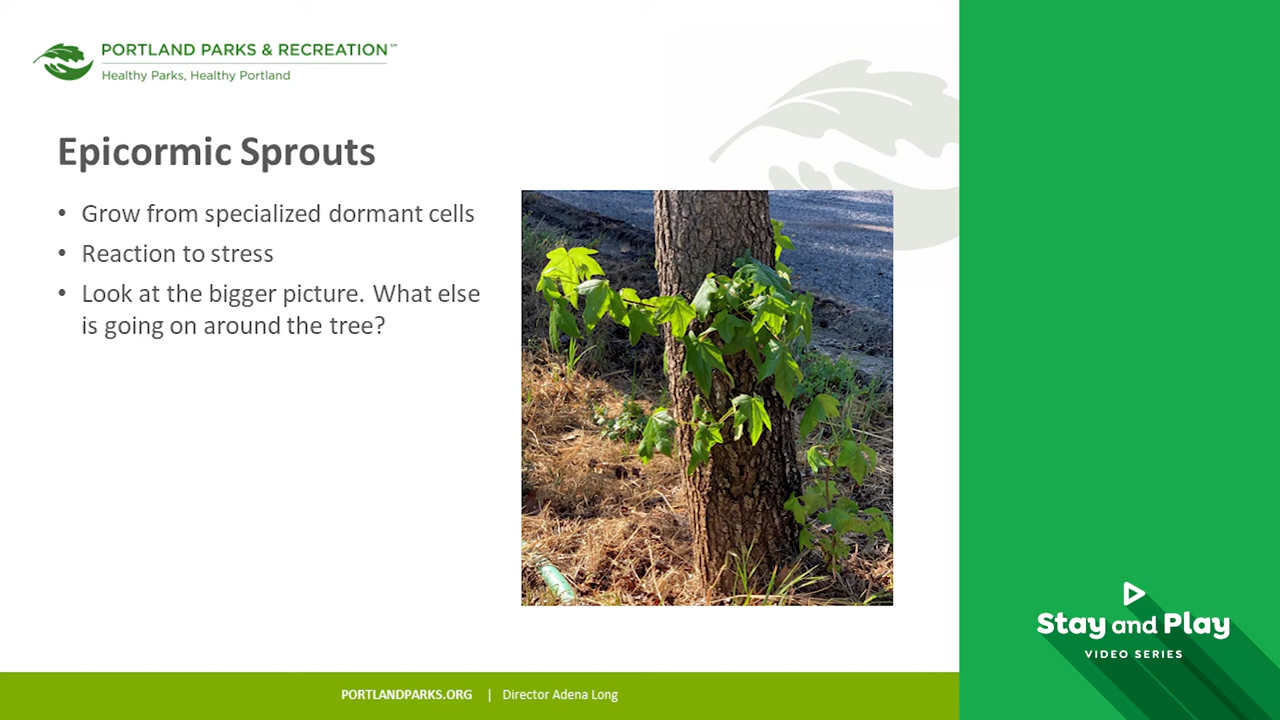 PORTLAND PARKS & RECREATION℠
Healthy Parks, Healthy Portland
Epicormic Sprouts
• Grow from specialized dormant cells
• Reaction to stress
• Look at the bigger picture. What else
is going on around the tree?
Stay and Play
VIDEO SERIES
PORTLANDPARKS.ORG | Director Adena Long